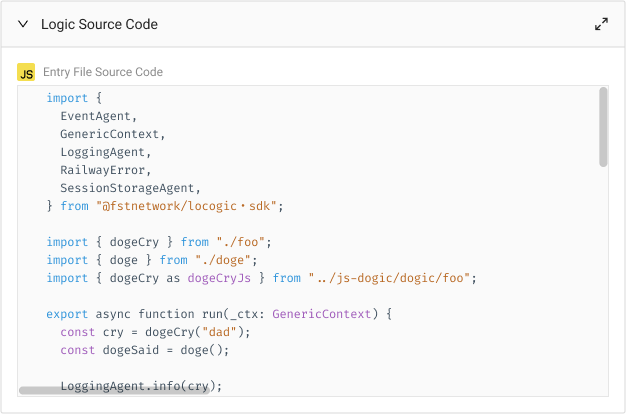 Logic Source Code
JS Entry File Source Code
import {
  EventAgent,
  GenericContext,
  LoggingAgent,
  RailwayError,
  SessionStorageAgent,
} from "@fstnetwork/locologic·sdk";

import { dogeCry } from "./foo";
import { doge } from "./doge";
import { dogeCry as dogeCryJs } from "../js-dogic/dogic/foo";

export async function run(_ctx: GenericContext) {
  const cry = dogeCry("dad");
  const dogeSaid = doge();

  LoggingAgent.info(cry);